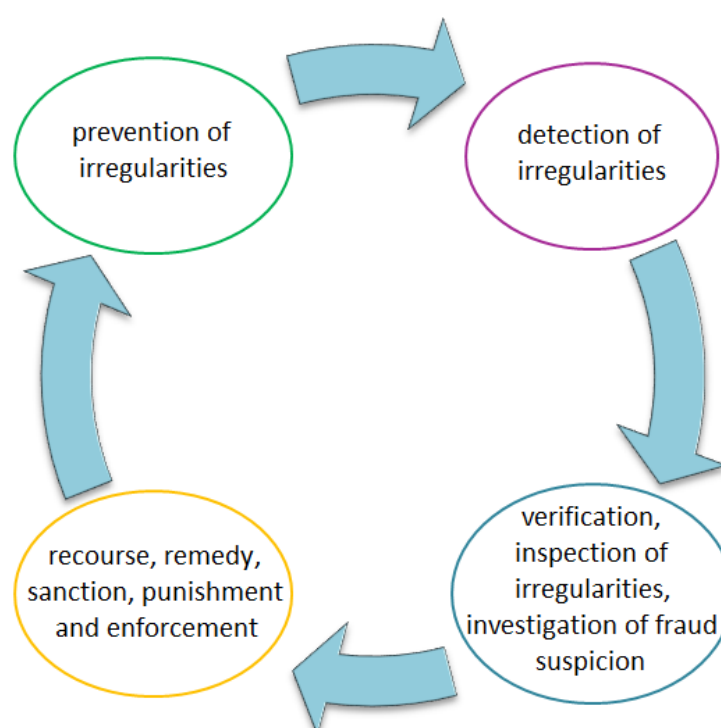 prevention of
irregularities
detection of
irregularities
verification,
inspection of
irregularities,
investigation of fraud
suspicion
recourse, remedy,
sanction, punishment
and enforcement